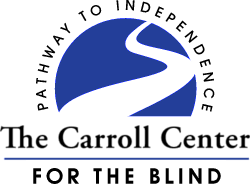 PATHWAY TO INDEPENDENCE
The Carroll Center
FOR THE BLIND